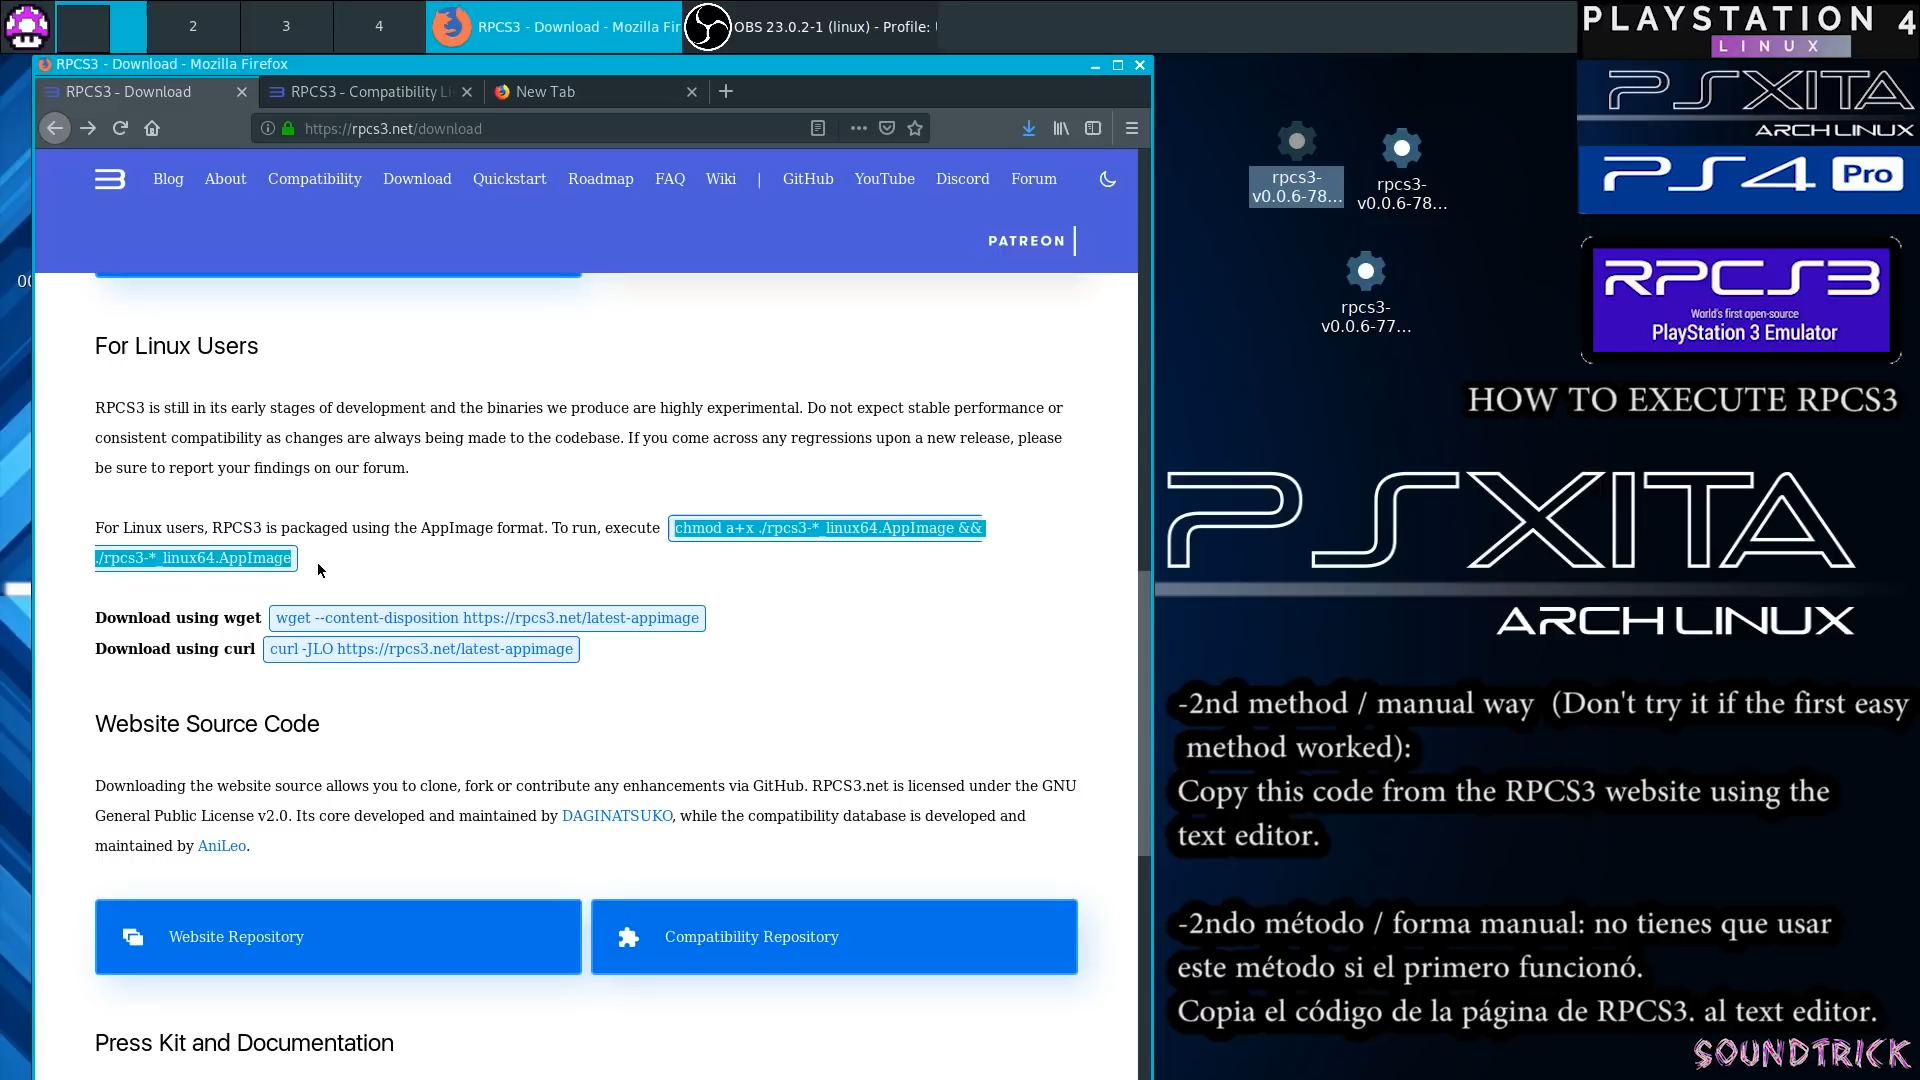 2
3
4
RPCS3 - Download - Mozilla Fir
OBS 23.0.2-1 (linux) - Profile:
PLAYSTATION 4
LINUX
RPCS3 - Download - Mozilla Firefox
RPCS3 - Download
RPCS3 - Compatibility Li
New Tab
https://rpcs3.net/download
PSXITA
ARCH LINUX
PS4 Pro
Blog About Compatibility Download Quickstart Roadmap FAQ Wiki | GitHub YouTube Discord Forum
PATREON
rpcs3-
v0.0.6-78...
rpcs3-
v0.0.6-78...
rpcs3-
v0.0.6-77...
RPCS3
World's first open-source
PlayStation 3 Emulator
For Linux Users
RPCS3 is still in its early stages of development and the binaries we produce are highly experimental. Do not expect stable performance or
consistent compatibility as changes are always being made to the codebase. If you come across any regressions upon a new release, please
be sure to report your findings on our forum.
For Linux users, RPCS3 is packaged using the AppImage format. To run, execute chmod a+x ./rpcs3-*_linux64.AppImage &&
./rpcs3-*_linux64.AppImage
Download using wget wget --content-disposition https://rpcs3.net/latest-appimage
Download using curl curl -JLO https://rpcs3.net/latest-appimage
Website Source Code
Downloading the website source allows you to clone, fork or contribute any enhancements via GitHub. RPCS3.net is licensed under the GNU
General Public License v2.0. Its core developed and maintained by DAGINATSUKO, while the compatibility database is developed and
maintained by AniLeo.
Website Repository
Compatibility Repository
Press Kit and Documentation
HOW TO EXECUTE RPCS3
PSXITA
ARCH LINUX
-2nd method / manual way (Don't try it if the first easy
method worked):
Copy this code from the RPCS3 website using the
text editor.
-2ndo método / forma manual: no tienes que usar
este método si el primero funcionó.
Copia el código de la página de RPCS3. al text editor.
SOUNDTRICK